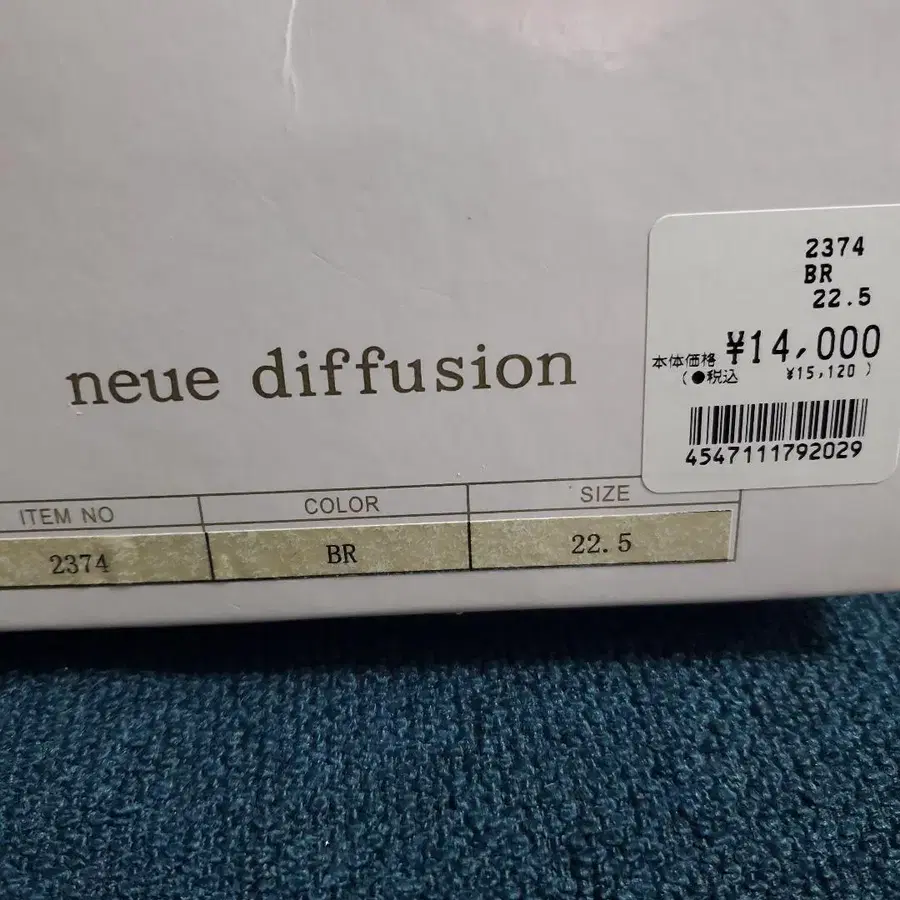 2374
BR
22.5
本体価格 ¥14,000
(●税込 ¥15,120 )
4547111792029
neue diffusion
ITEM NO COLOR SIZE
2374 BR 22.5